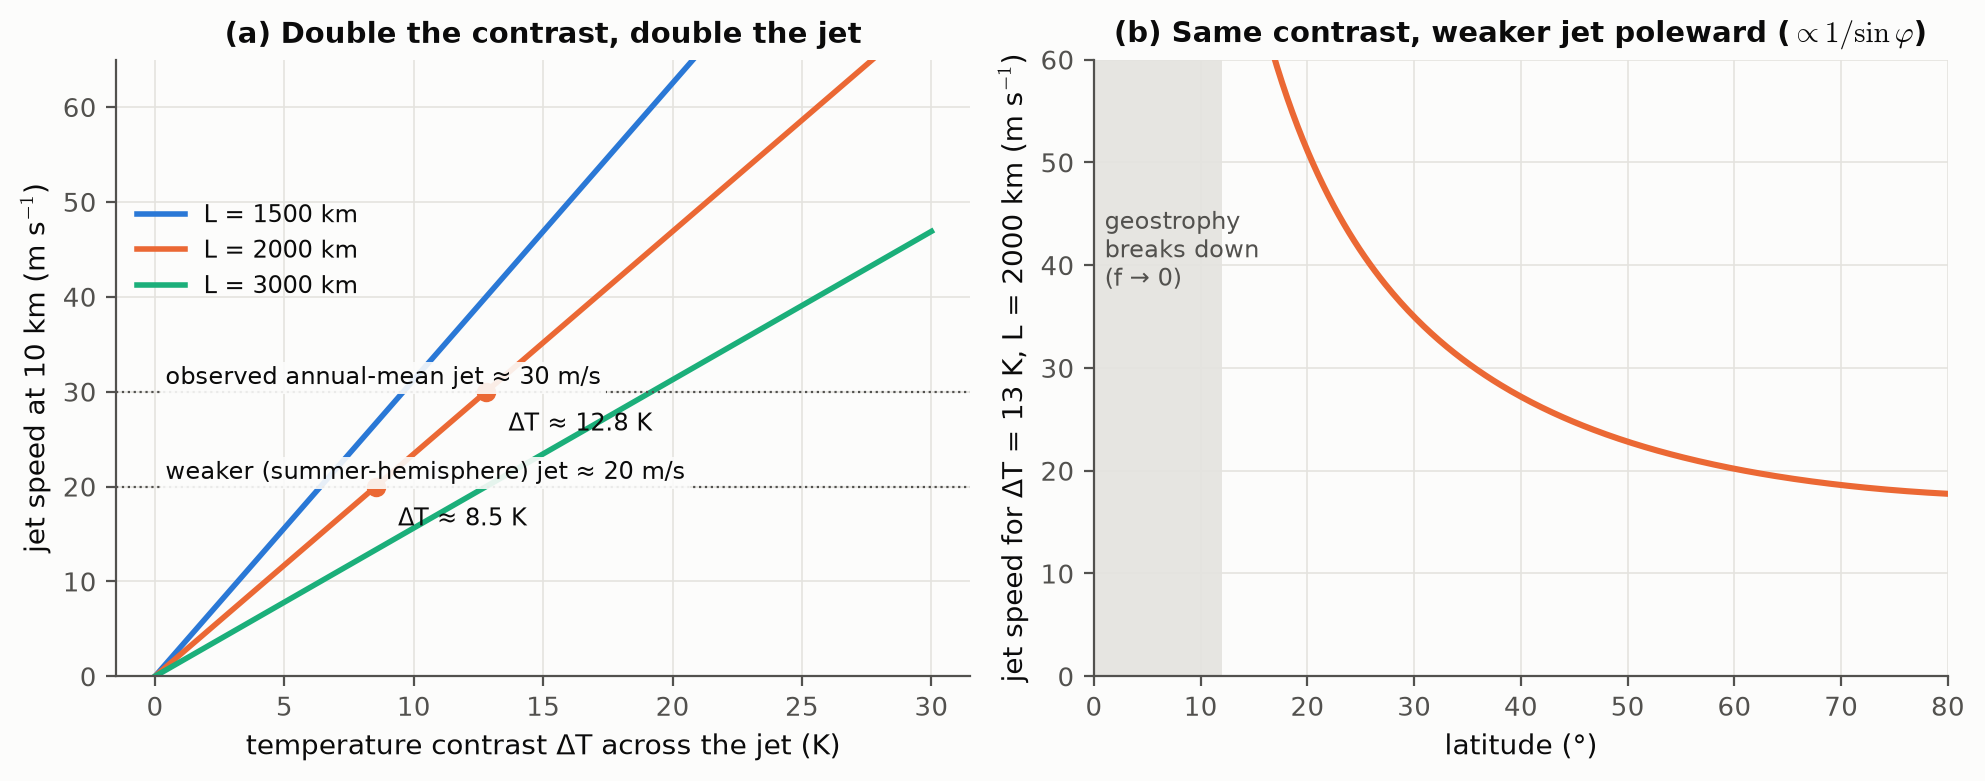 (a) Double the contrast, double the jet
jet speed at 10 km (m s⁻¹)
60
50
40
30
20
10
0
L = 1500 km
L = 2000 km
L = 3000 km
observed annual-mean jet ≈ 30 m/s
ΔT ≈ 12.8 K
weaker (summer-hemisphere) jet ≈ 20 m/s
ΔT ≈ 8.5 K
0 5 10 15 20 25 30
temperature contrast ΔT across the jet (K)
(b) Same contrast, weaker jet poleward ( ∝ 1/sin φ)
jet speed for ΔT = 13 K, L = 2000 km (m s⁻¹)
60
50
40
30
20
10
0
geostrophy
breaks down
(f → 0)
0 10 20 30 40 50 60 70 80
latitude (°)